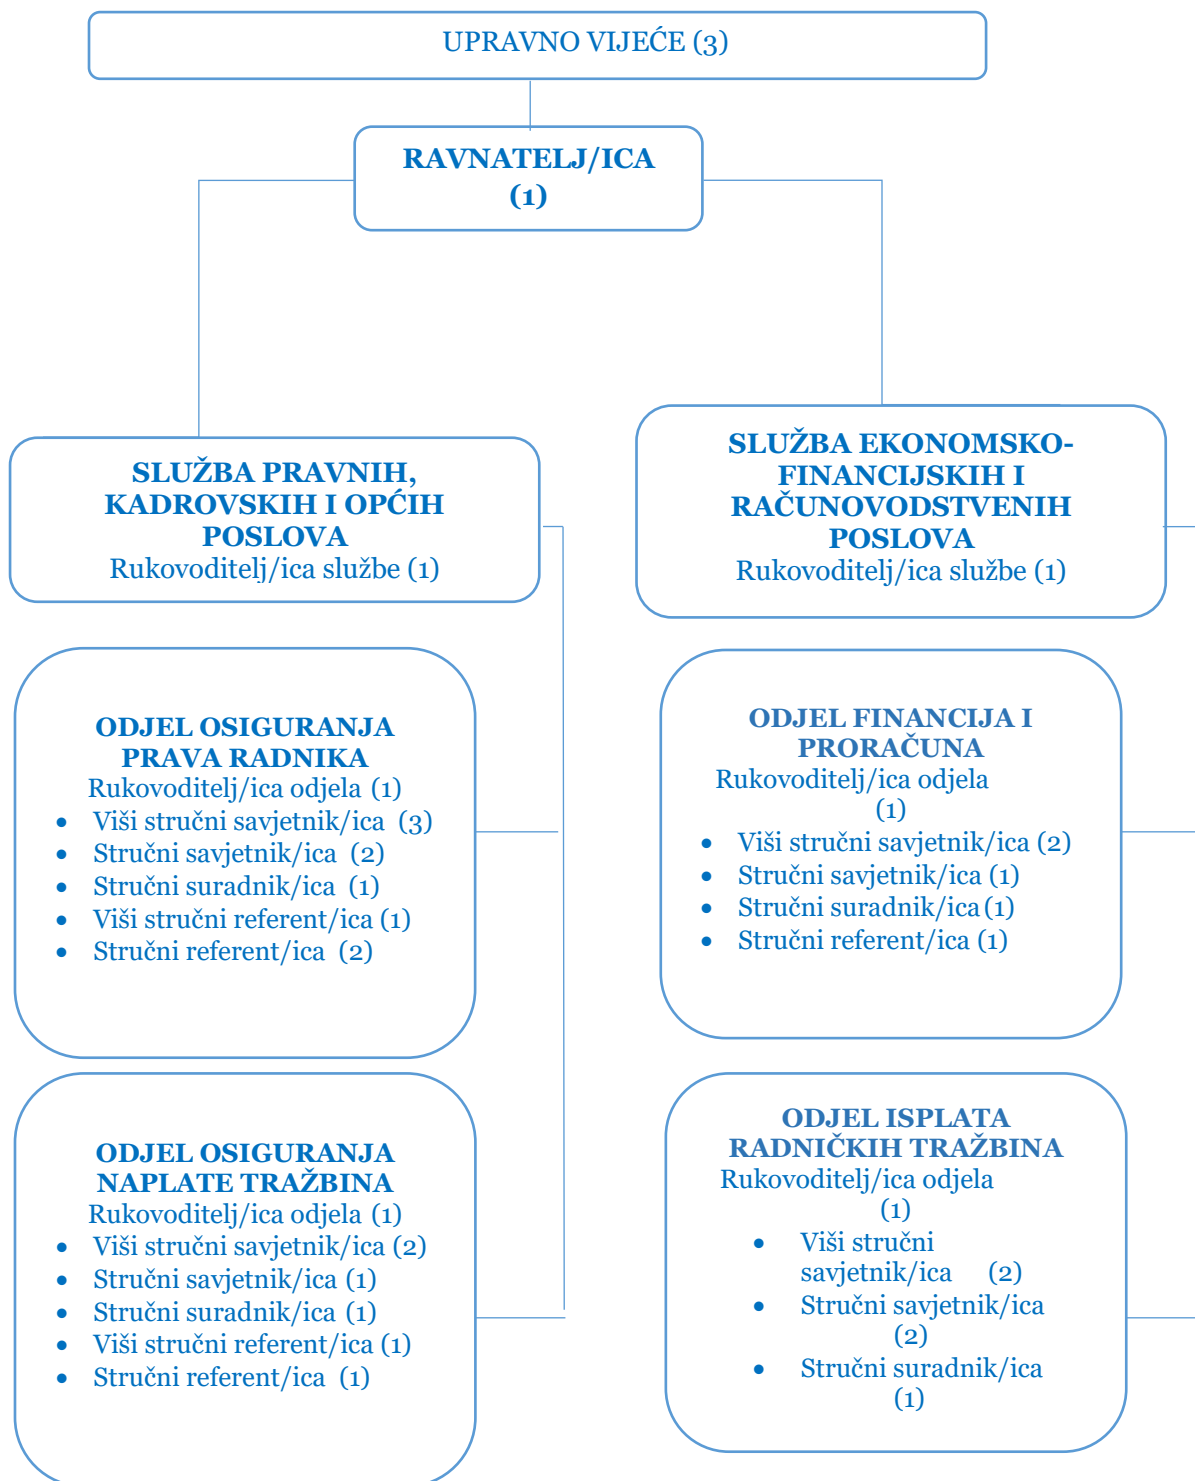 UPRAVNO VIJEĆE (3)
RAVNATELJ/ICA
(1)
SLUŽBA PRAVNIH,
KADROVSKIH I OPĆIH
POSLOVA
Rukovoditelj/ica službe (1)
SLUŽBA EKONOMSKO-
FINANCIJSKIH I
RAČUNOVODSTVENIH
POSLOVA
Rukovoditelj/ica službe (1)
ODJEL OSIGURANJA
PRAVA RADNIKA
Rukovoditelj/ica odjela (1)
• Viši stručni savjetnik/ica (3)
• Stručni savjetnik/ica (2)
• Stručni suradnik/ica (1)
• Viši stručni referent/ica (1)
• Stručni referent/ica (2)
ODJEL FINANCIJA I
PRORAČUNA
Rukovoditelj/ica odjela
(1)
• Viši stručni savjetnik/ica (2)
• Stručni savjetnik/ica (1)
• Stručni suradnik/ica (1)
• Stručni referent/ica (1)
ODJEL OSIGURANJA
NAPLATE TRAŽBINA
Rukovoditelj/ica odjela (1)
• Viši stručni savjetnik/ica (2)
• Stručni savjetnik/ica (1)
• Stručni suradnik/ica (1)
• Viši stručni referent/ica (1)
• Stručni referent/ica (1)
ODJEL ISPLATA
RADNIČKIH TRAŽBINA
Rukovoditelj/ica odjela
(1)
• Viši stručni
savjetnik/ica (2)
• Stručni savjetnik/ica
(2)
• Stručni suradnik/ica
(1)